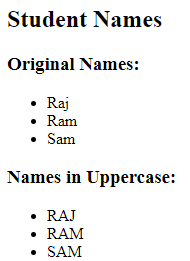 Student Names
Original Names:
Raj
Ram
Sam
Names in Uppercase:
RAJ
RAM
SAM